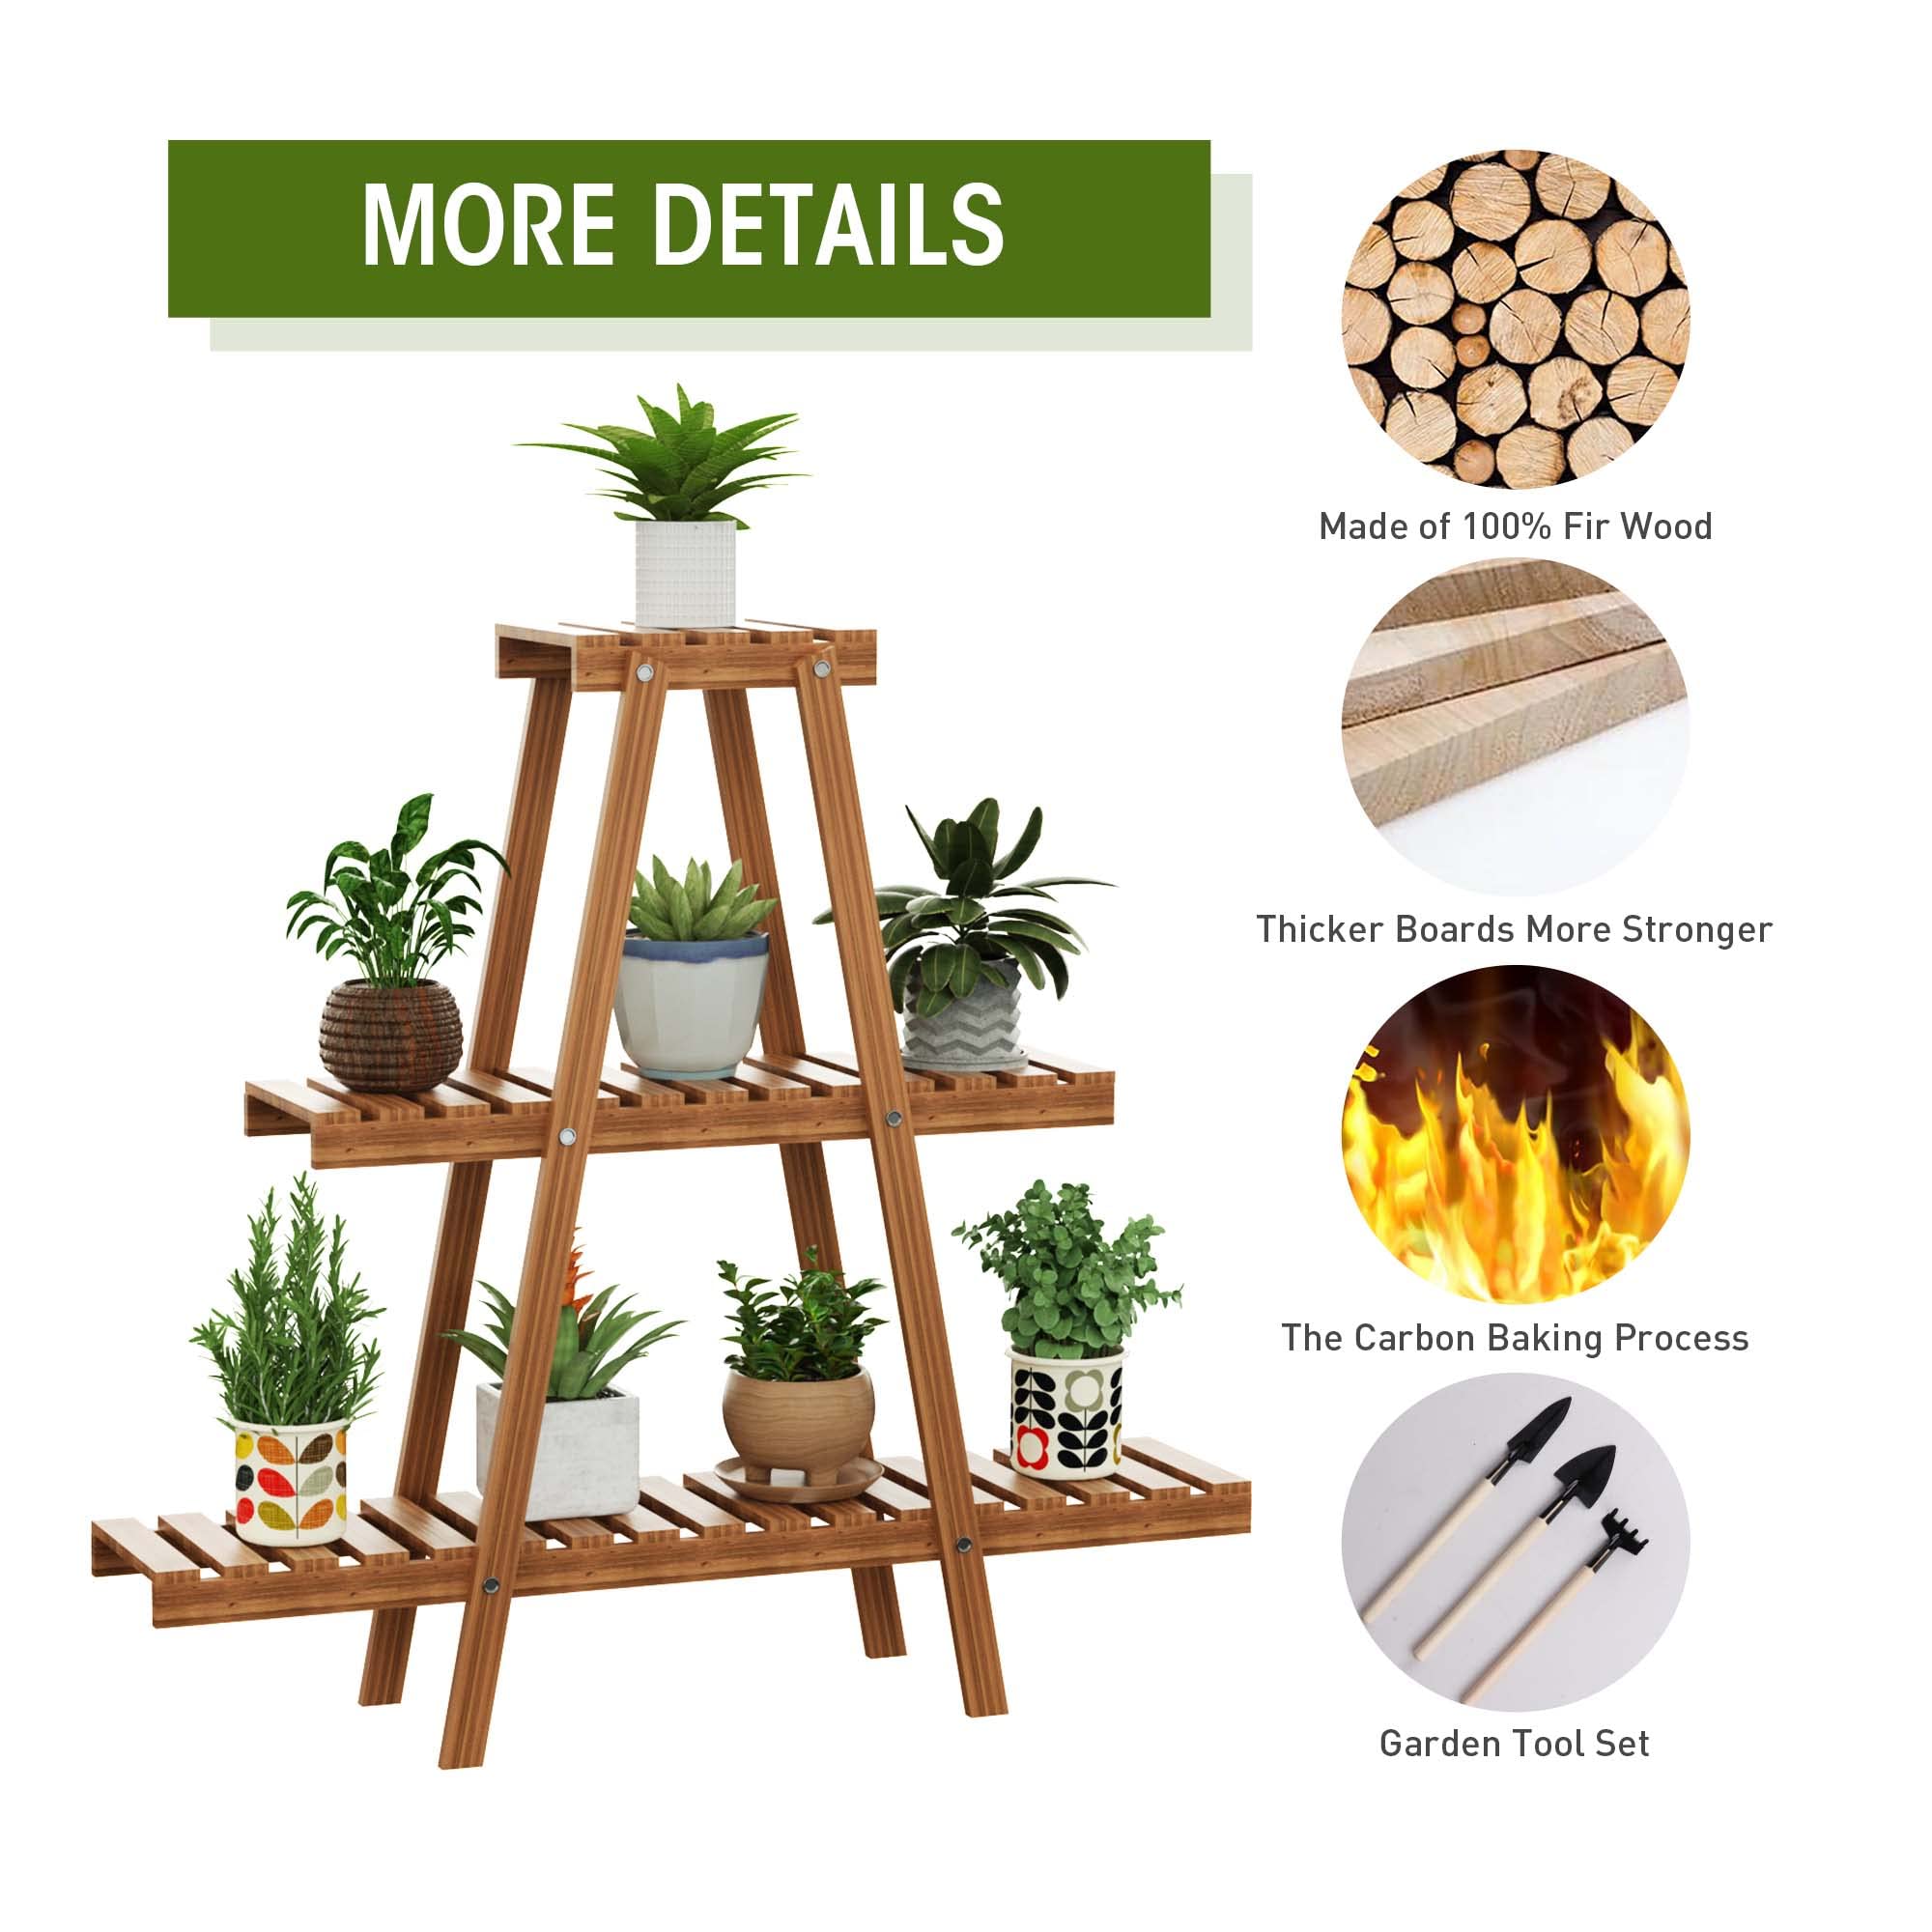 MORE DETAILS
Made of 100% Fir Wood
Thicker Boards More Stronger
The Carbon Baking Process
Garden Tool Set